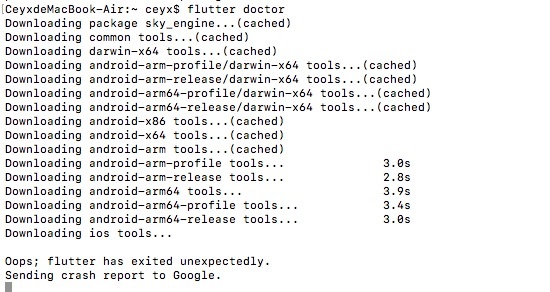 [CeyxdeMacBook-Air:~ ceyx$ flutter doctor
Downloading package sky_engine...(cached)
Downloading common tools...(cached)
Downloading darwin-x64 tools...(cached)
Downloading android-arm-profile/darwin-x64 tools...(cached)
Downloading android-arm-release/darwin-x64 tools...(cached)
Downloading android-arm64-profile/darwin-x64 tools...(cached)
Downloading android-arm64-release/darwin-x64 tools...(cached)
Downloading android-x86 tools...(cached)
Downloading android-x64 tools...(cached)
Downloading android-arm tools...(cached)
Downloading android-arm-profile tools... 3.0s
Downloading android-arm-release tools... 2.8s
Downloading android-arm64 tools... 3.9s
Downloading android-arm64-profile tools... 3.4s
Downloading android-arm64-release tools... 3.0s
Downloading ios tools...
Oops; flutter has exited unexpectedly.
Sending crash report to Google.